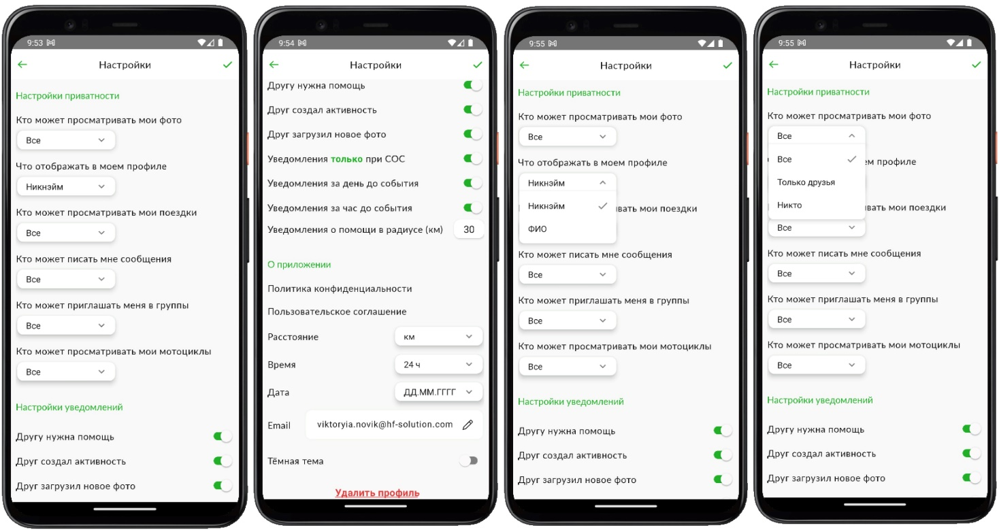 9:53
Настройки
Настройки приватности
Кто может просматривать мои фото
Все
Что отображать в моем профиле
Никнэйм
Кто может просматривать мои поездки
Все
Кто может писать мне сообщения
Все
Кто может приглашать меня в группы
Все
Кто может просматривать мои мотоциклы
Все
Настройки уведомлений
Другу нужна помощь
Друг создал активность
Друг загрузил новое фото
9:54
Настройки
Другу нужна помощь
Друг создал активность
Друг загрузил новое фото
Уведомления только при СОС
Уведомления за день до события
Уведомления за час до события
Уведомления о помощи в радиусе (км) 30
О приложении
Политика конфиденциальности
Пользовательское соглашение
Расстояние км
Время 24 ч
Дата ДД.ММ.ГГГГ
Email viktoryia.novik@hf-solution.com
Тёмная тема
Удалить профиль
9:55
Настройки
Настройки приватности
Кто может просматривать мои фото
Все
Что отображать в моем профиле
Никнэйм
Никнэйм
ивать мои поездки
ФИО
Кто может писать мне сообщения
Все
Кто может приглашать меня в группы
Все
Кто может просматривать мои мотоциклы
Все
Настройки уведомлений
Другу нужна помощь
Друг создал активность
Друг загрузил новое фото
9:55
Настройки
Настройки приватности
Кто может просматривать мои фото
Все
Все
ем профиле
Только друзья
Никто
ивать мои поездки
Все
Кто может писать мне сообщения
Все
Кто может приглашать меня в группы
Все
Кто может просматривать мои мотоциклы
Все
Настройки уведомлений
Другу нужна помощь
Друг создал активность
Друг загрузил новое фото